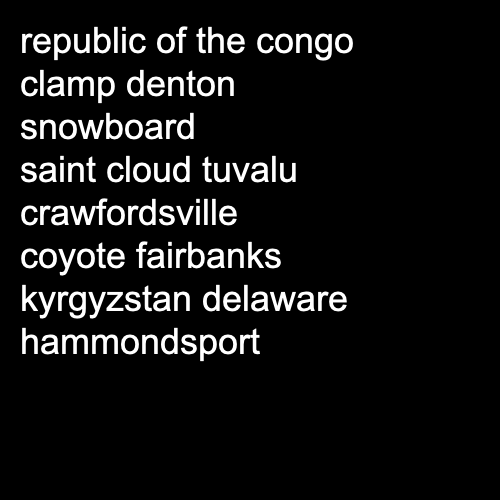 republic of the congo
clamp denton
snowboard
saint cloud tuvalu
crawfordsville
coyote fairbanks
kyrgyzstan delaware
hammondsport